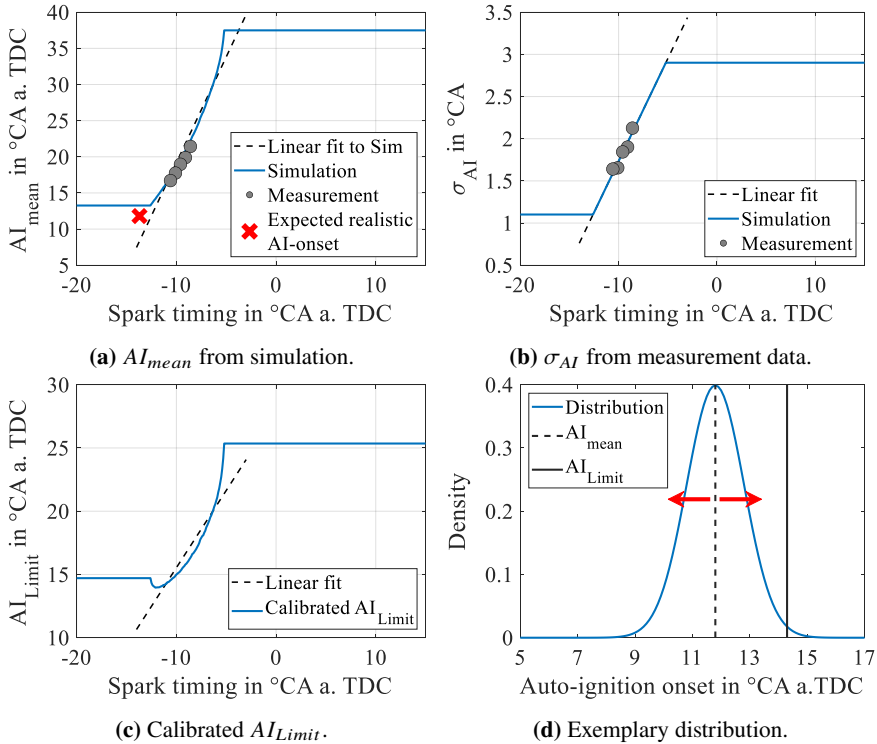 40
35
30
25
20
15
10
5
-20
-10
0
10
AI_mean in °CA a. TDC
Spark timing in °CA a. TDC
Linear fit to Sim
Simulation
Measurement
Expected realistic
AI-onset
(a) AI_mean from simulation.
3.5
3
2.5
2
1.5
1
0.5
-20
-10
0
10
σ_AI in °CA
Spark timing in °CA a. TDC
Linear fit
Simulation
Measurement
(b) σ_AI from measurement data.
30
25
20
15
10
-20
-10
0
10
AI_Limit in °CA a. TDC
Spark timing in °CA a. TDC
Linear fit
Calibrated AI_Limit
(c) Calibrated AI_Limit.
0.4
0.3
0.2
0.1
0
5
7
9
11
13
15
17
Density
Auto-ignition onset in °CA a.TDC
Distribution
AI_mean
AI_Limit
(d) Exemplary distribution.